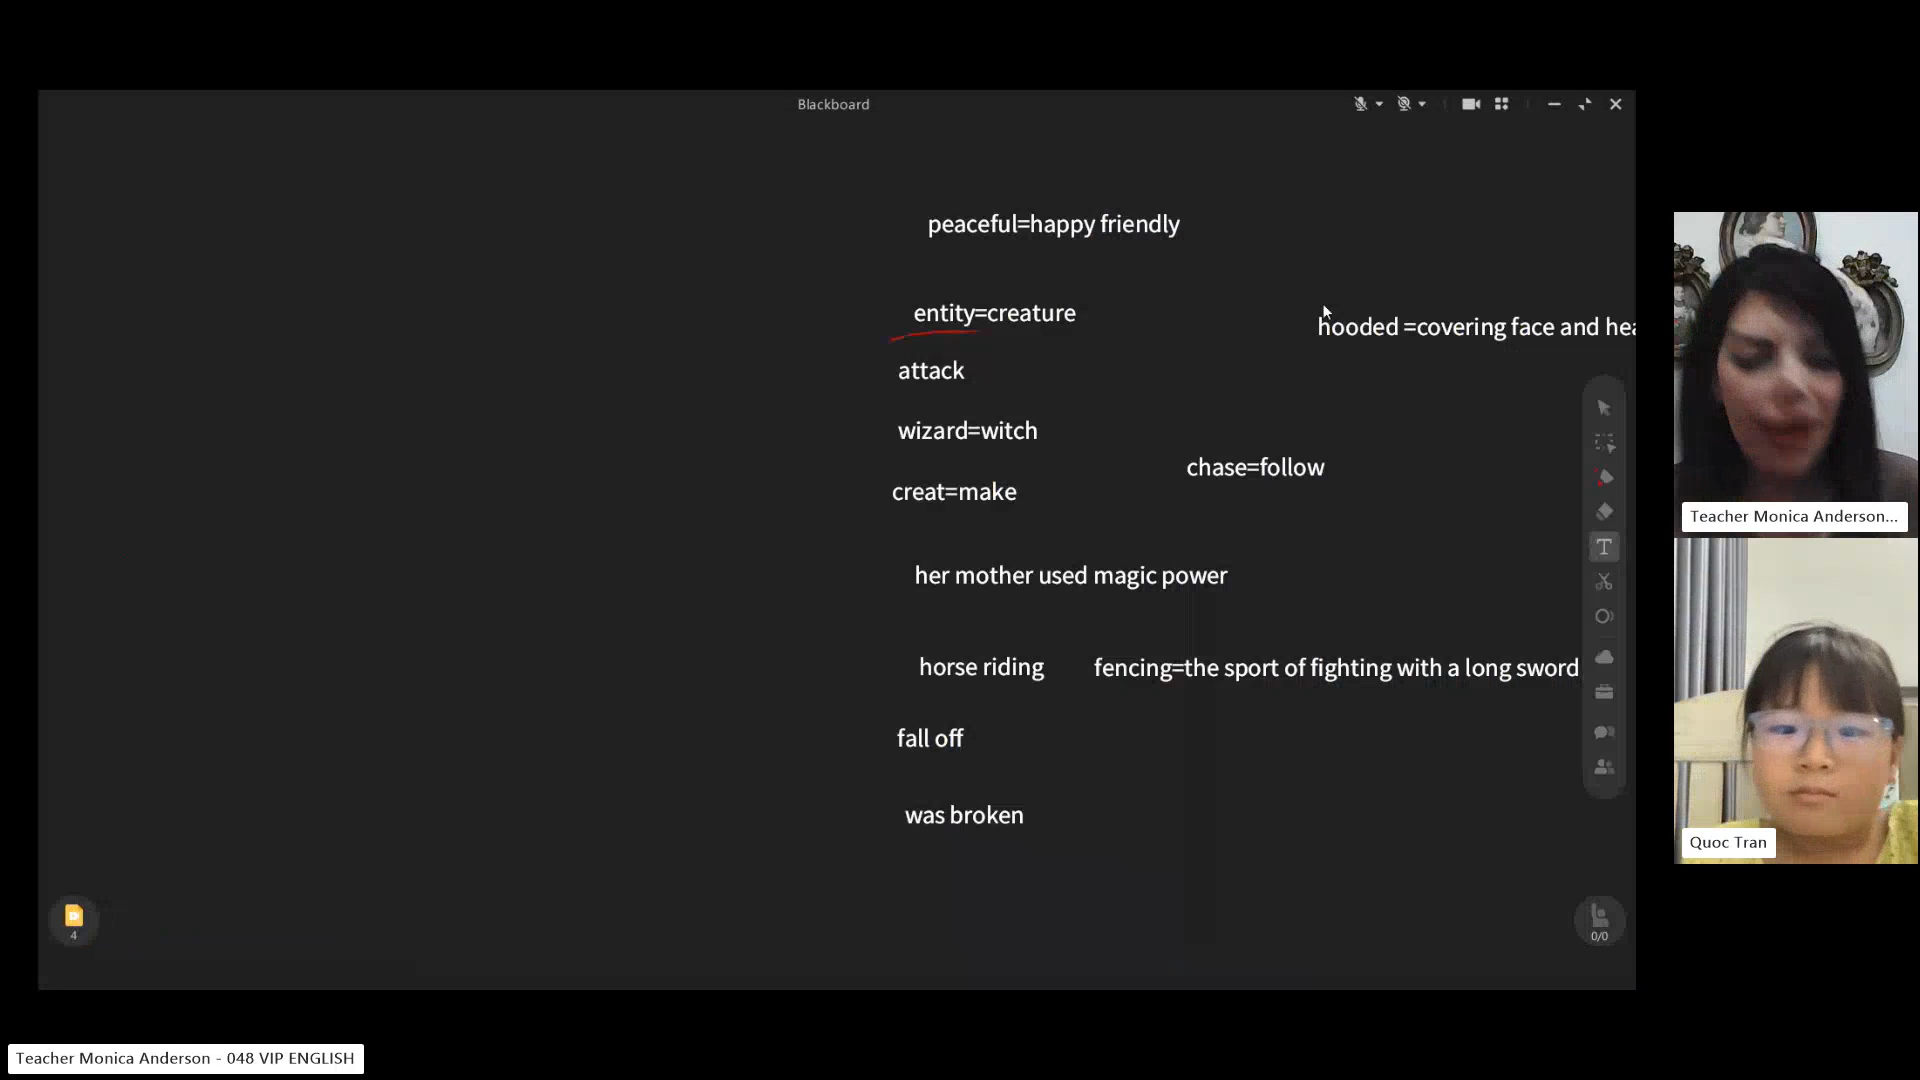 Blackboard
peaceful=happy friendly
entity=creature
hooded =covering face and hea
attack
wizard=witch
chase=follow
creat=make
her mother used magic power
horse riding
fencing=the sport of fighting with a long sword
fall off
was broken
4
0/0
Teacher Monica Anderson...
Quoc Tran
Teacher Monica Anderson - 048 VIP ENGLISH